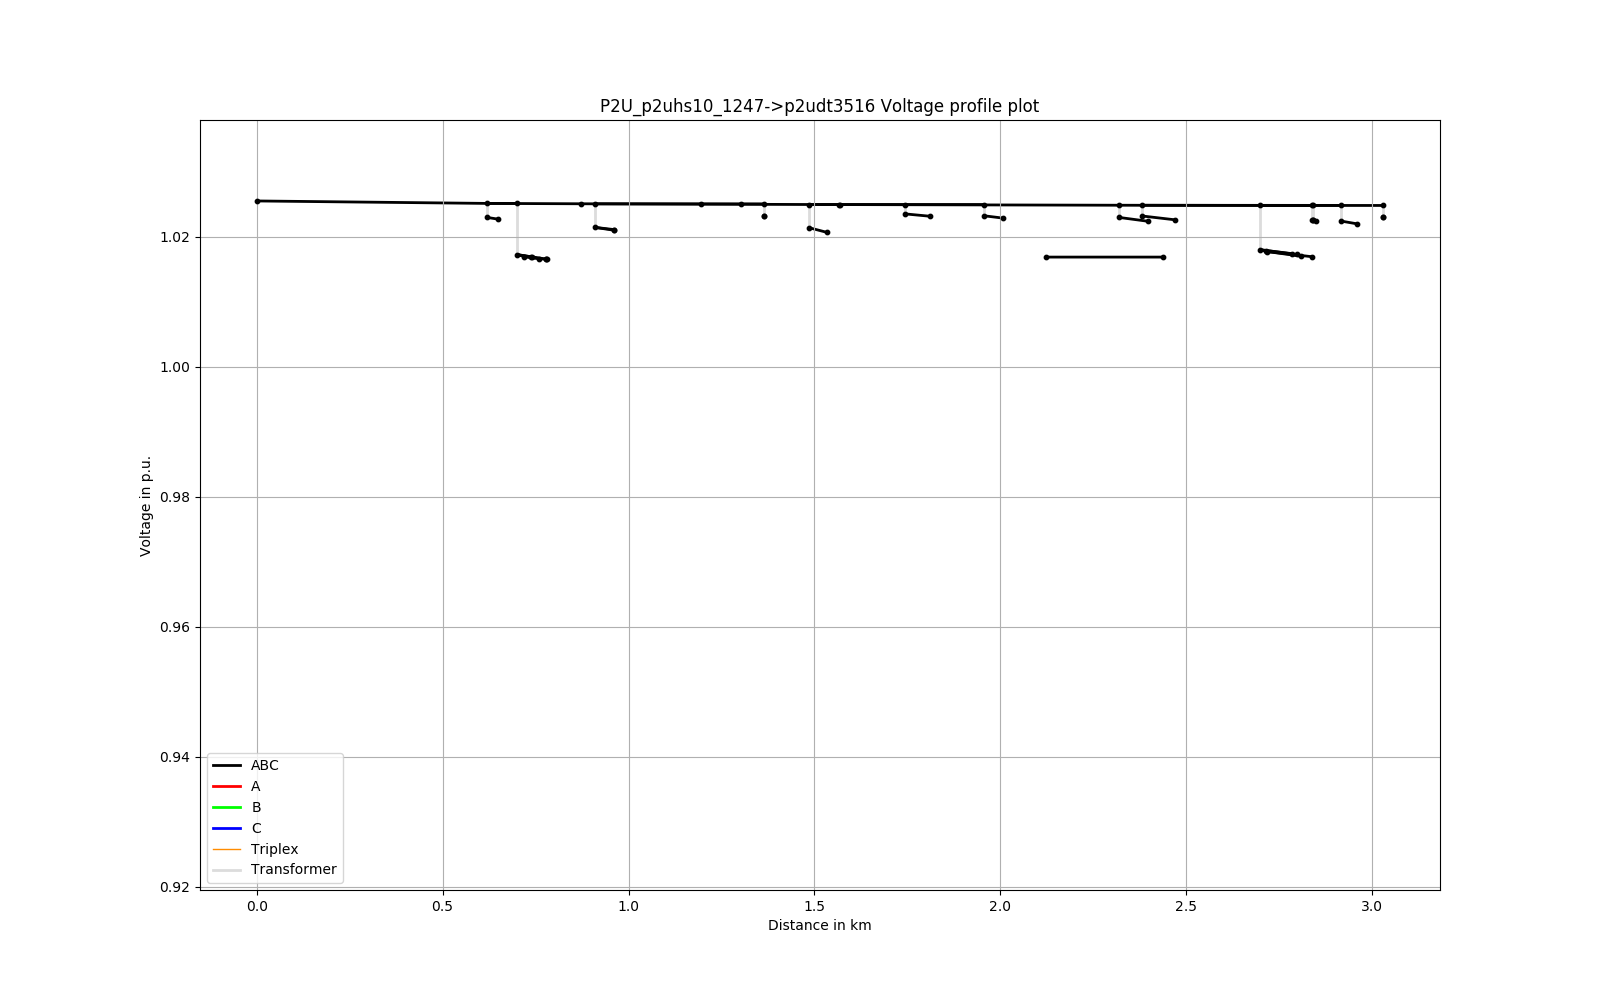 P2U_p2uhs10_1247->p2udt3516 Voltage profile plot
1.02
1.00
0.98
0.96
0.94
0.92
Voltage in p.u.
ABC
A
B
C
Triplex
Transformer
0.0 0.5 1.0 1.5 2.0 2.5 3.0
Distance in km